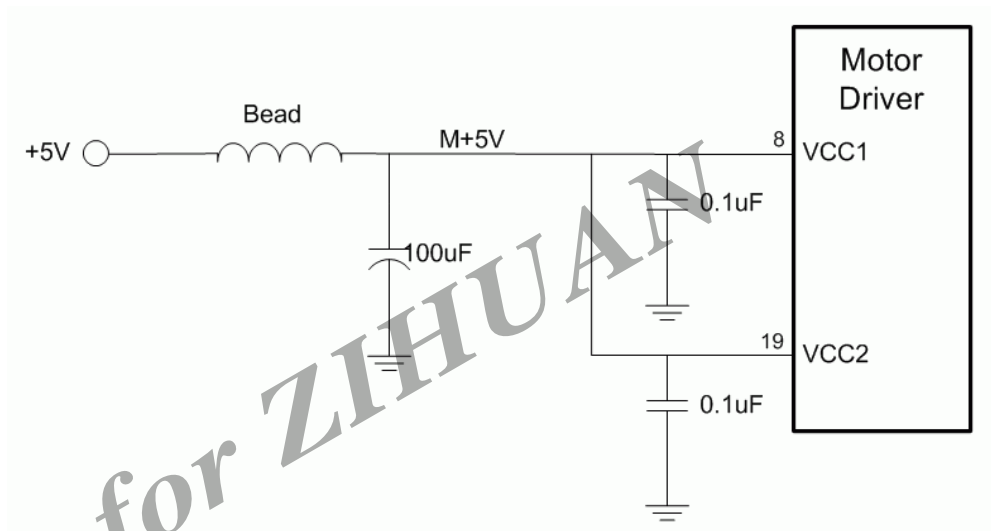 Motor
Driver
Bead
M+5V
+5V
8
VCC1
0.1uF
100uF
19
VCC2
0.1uF
for ZIHUAN